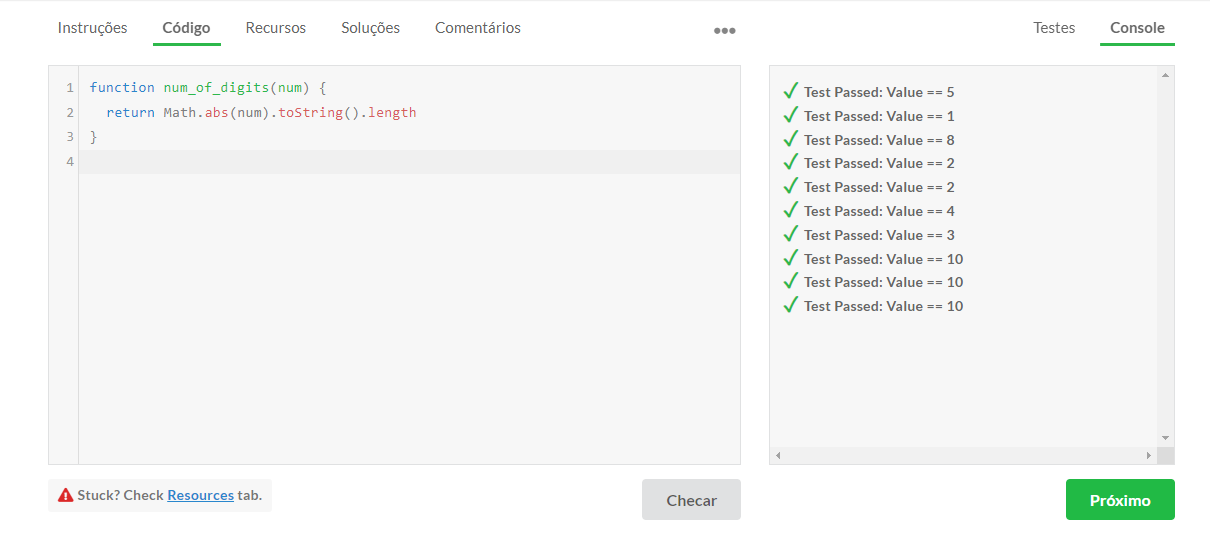 Instruções Código Recursos Soluções Comentários ••• Testes Console
1 function num_of_digits(num) {
2 return Math.abs(num).toString().length
3 }
4
✓ Test Passed: Value == 5
✓ Test Passed: Value == 1
✓ Test Passed: Value == 8
✓ Test Passed: Value == 2
✓ Test Passed: Value == 2
✓ Test Passed: Value == 4
✓ Test Passed: Value == 3
✓ Test Passed: Value == 10
✓ Test Passed: Value == 10
✓ Test Passed: Value == 10
Stuck? Check Resources tab.
Checar
Próximo